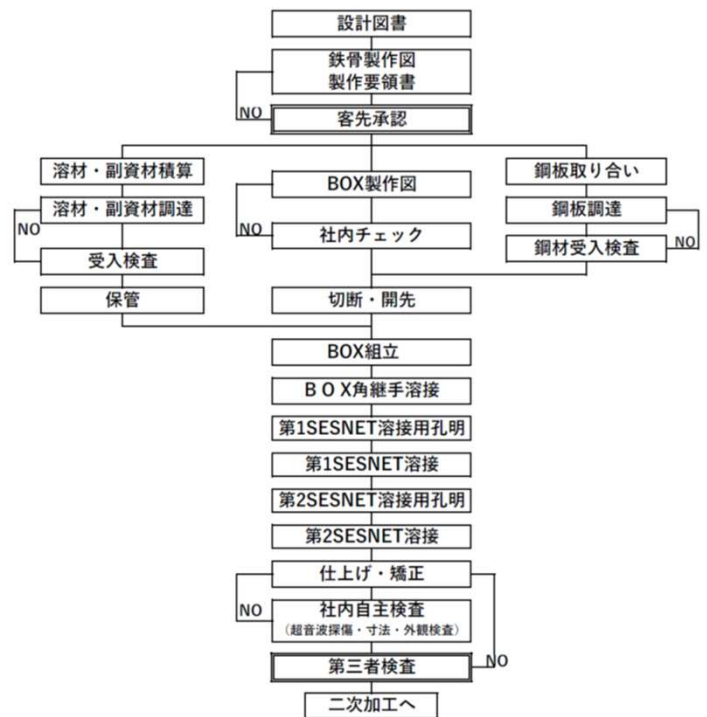 設計図書
鉄骨製作図
製作要領書
NO
客先承認
溶材・副資材積算
BOX製作図
鋼板取り合い
溶材・副資材調達
鋼板調達
NO
NO
社内チェック
鋼材受入検査
NO
受入検査
保管
切断・開先
BOX組立
ＢＯＸ角継手溶接
第1SESNET溶接用孔明
第1SESNET溶接
第2SESNET溶接用孔明
第2SESNET溶接
仕上げ・矯正
NO
社内自主検査
（超音波探傷・寸法・外観検査）
第三者検査
NO
二次加工へ